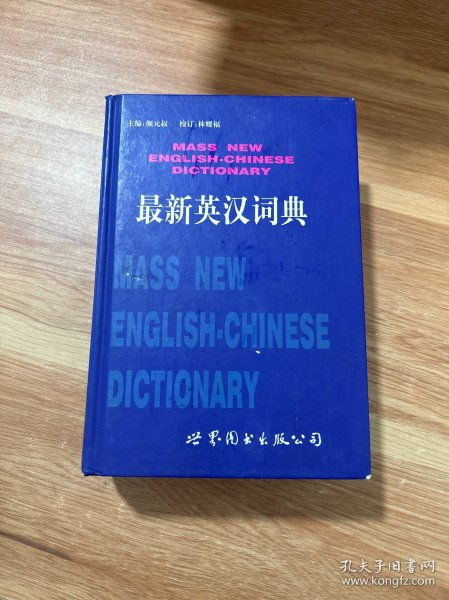 主编:颜元叔 校订:林耀福
MASS NEW
ENGLISH-CHINESE
DICTIONARY
最新英汉词典
MASS NEW
ENGLISH-CHINESE
DICTIONARY
世界图书出版公司
孔夫子旧书网
www.kongfz.com